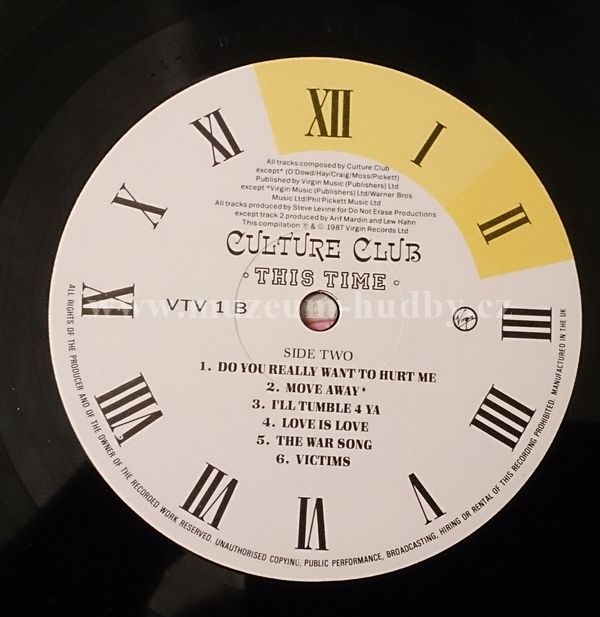 XII
I
II
III
IIII
V
VI
VII
VIII
IX
X
XI
All tracks composed by Culture Club
except* (O'Dowd/Hay/Craig/Moss/Pickett)
Published by Virgin Music (Publishers) Ltd
except *Virgin Music (Publishers) Ltd/Warner Bros
Music Ltd/Phil Pickett Music Ltd
All tracks produced by Steve Levine for Do Not Erase Productions
except track 2 produced by Arif Mardin and Lew Hahn
This compilation ℗ & © 1987 Virgin Records Ltd
CULTURE CLUB
· THIS TIME ·
www.muzeum-hudby.cz
VTV 1 B
Virgin
SIDE TWO
1. DO YOU REALLY WANT TO HURT ME
2. MOVE AWAY*
3. I'LL TUMBLE 4 YA
4. LOVE IS LOVE
5. THE WAR SONG
6. VICTIMS
ALL RIGHTS OF THE PRODUCER AND OF THE OWNER OF THE RECORDED WORK RESERVED. UNAUTHORISED COPYING, PUBLIC PERFORMANCE, BROADCASTING, HIRING OR RENTAL OF THIS RECORDING PROHIBITED. MANUFACTURED IN THE UK